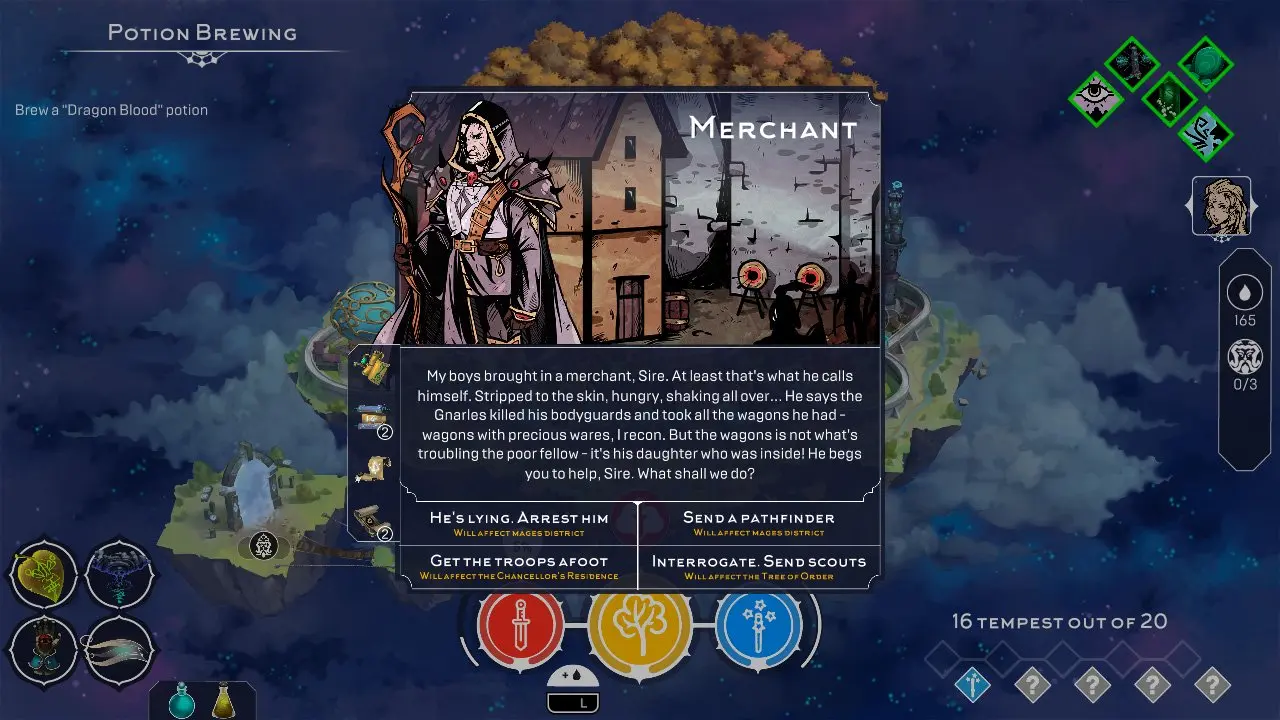 POTION BREWING
Brew a "Dragon Blood" potion
MERCHANT
My boys brought in a merchant, Sire. At least that's what he calls
himself. Stripped to the skin, hungry, shaking all over... He says the
Gnarles killed his bodyguards and took all the wagons he had -
wagons with precious wares, I recon. But the wagons is not what's
troubling the poor fellow - it's his daughter who was inside! He begs
you to help, Sire. What shall we do?
HE'S LYING. ARREST HIM
WILL AFFECT MAGES DISTRICT
SEND A PATHFINDER
WILL AFFECT MAGES DISTRICT
GET THE TROOPS AFOOT
WILL AFFECT THE CHANCELLOR'S RESIDENCE
INTERROGATE. SEND SCOUTS
WILL AFFECT THE TREE OF ORDER
2
2
165
0/3
+
L
16 TEMPEST OUT OF 20
? ? ? ?